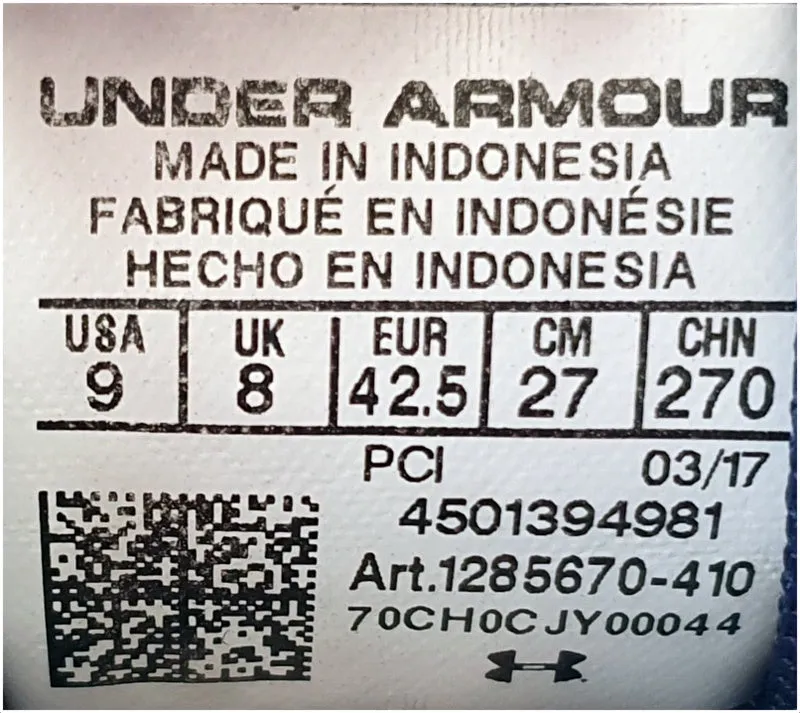 UNDER ARMOUR
MADE IN INDONESIA
FABRIQUÉ EN INDONÉSIE
HECHO EN INDONESIA
USA UK EUR CM CHN
9 8 42.5 27 270
PCI 03/17
4501394981
Art.1285670-410
70CH0CJY00044